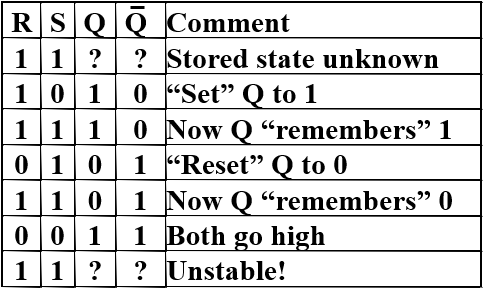 R S Q Q̅ Comment
1 1 ? ? Stored state unknown
1 0 1 0 “Set” Q to 1
1 1 1 0 Now Q “remembers” 1
0 1 0 1 “Reset” Q to 0
1 1 0 1 Now Q “remembers” 0
0 0 1 1 Both go high
1 1 ? ? Unstable!